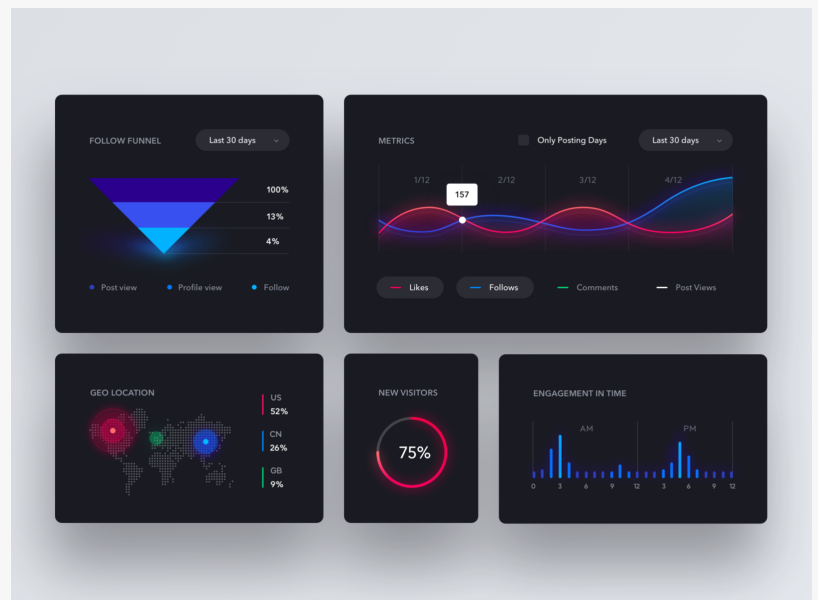 FOLLOW FUNNEL
Last 30 days
100%
13%
4%
Post view
Profile view
Follow
METRICS
Only Posting Days
Last 30 days
1/12
2/12
3/12
4/12
157
Likes
Follows
Comments
Post Views
GEO LOCATION
US
52%
CN
26%
GB
9%
NEW VISITORS
75%
ENGAGEMENT IN TIME
AM
PM
0 3 6 9 12 3 6 9 12